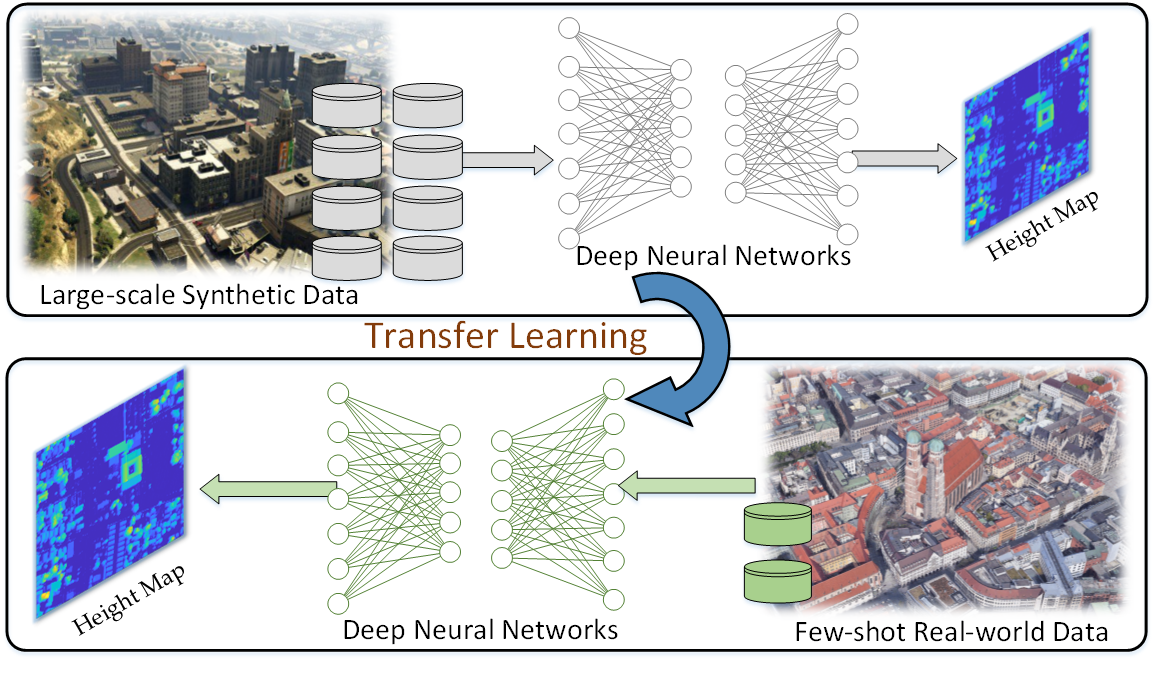 Deep Neural Networks
Height Map
Large-scale Synthetic Data
Transfer Learning
Height Map
Deep Neural Networks
Few-shot Real-world Data